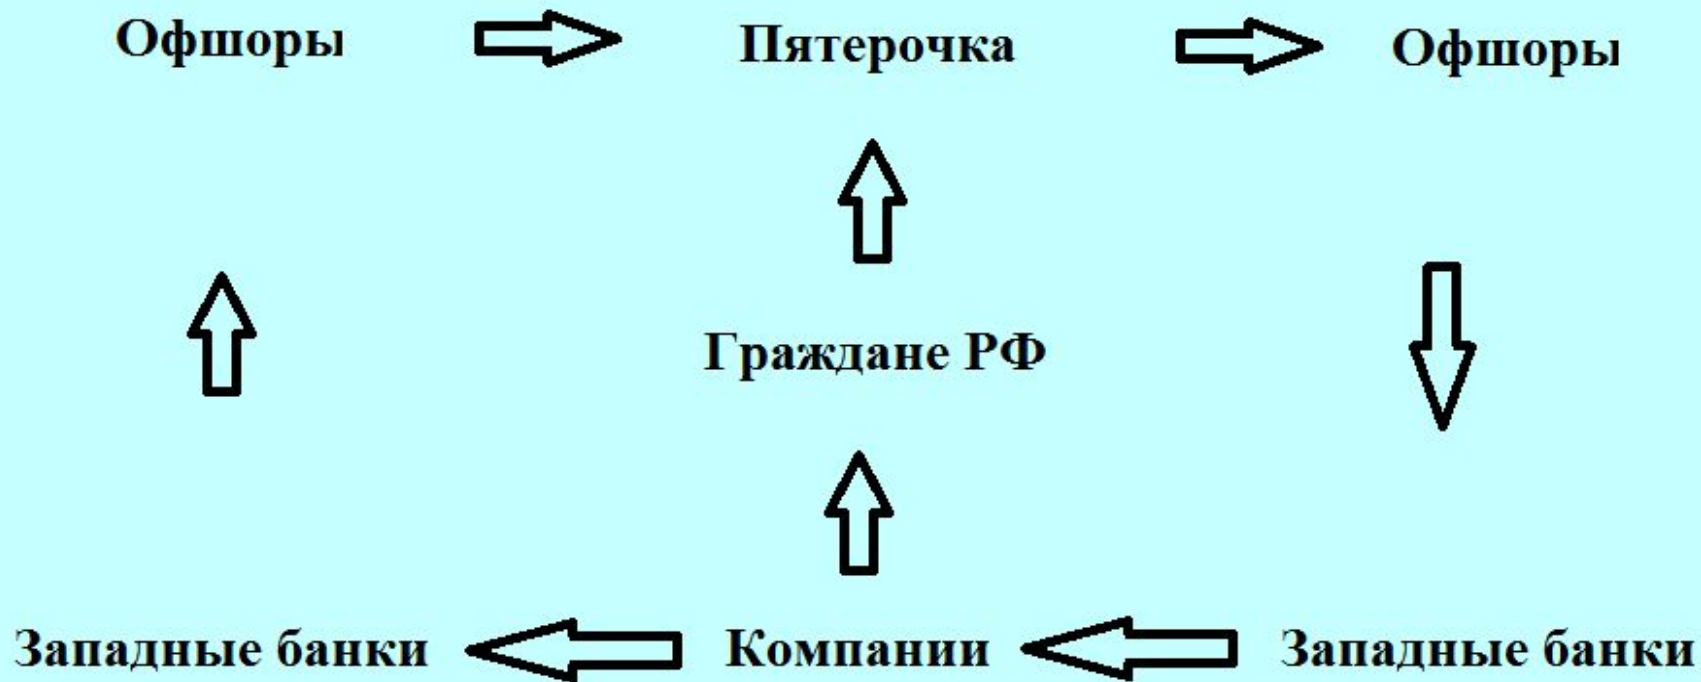 Офшоры
Пятерочка
Офшоры
Граждане РФ
Западные банки
Компании
Западные банки